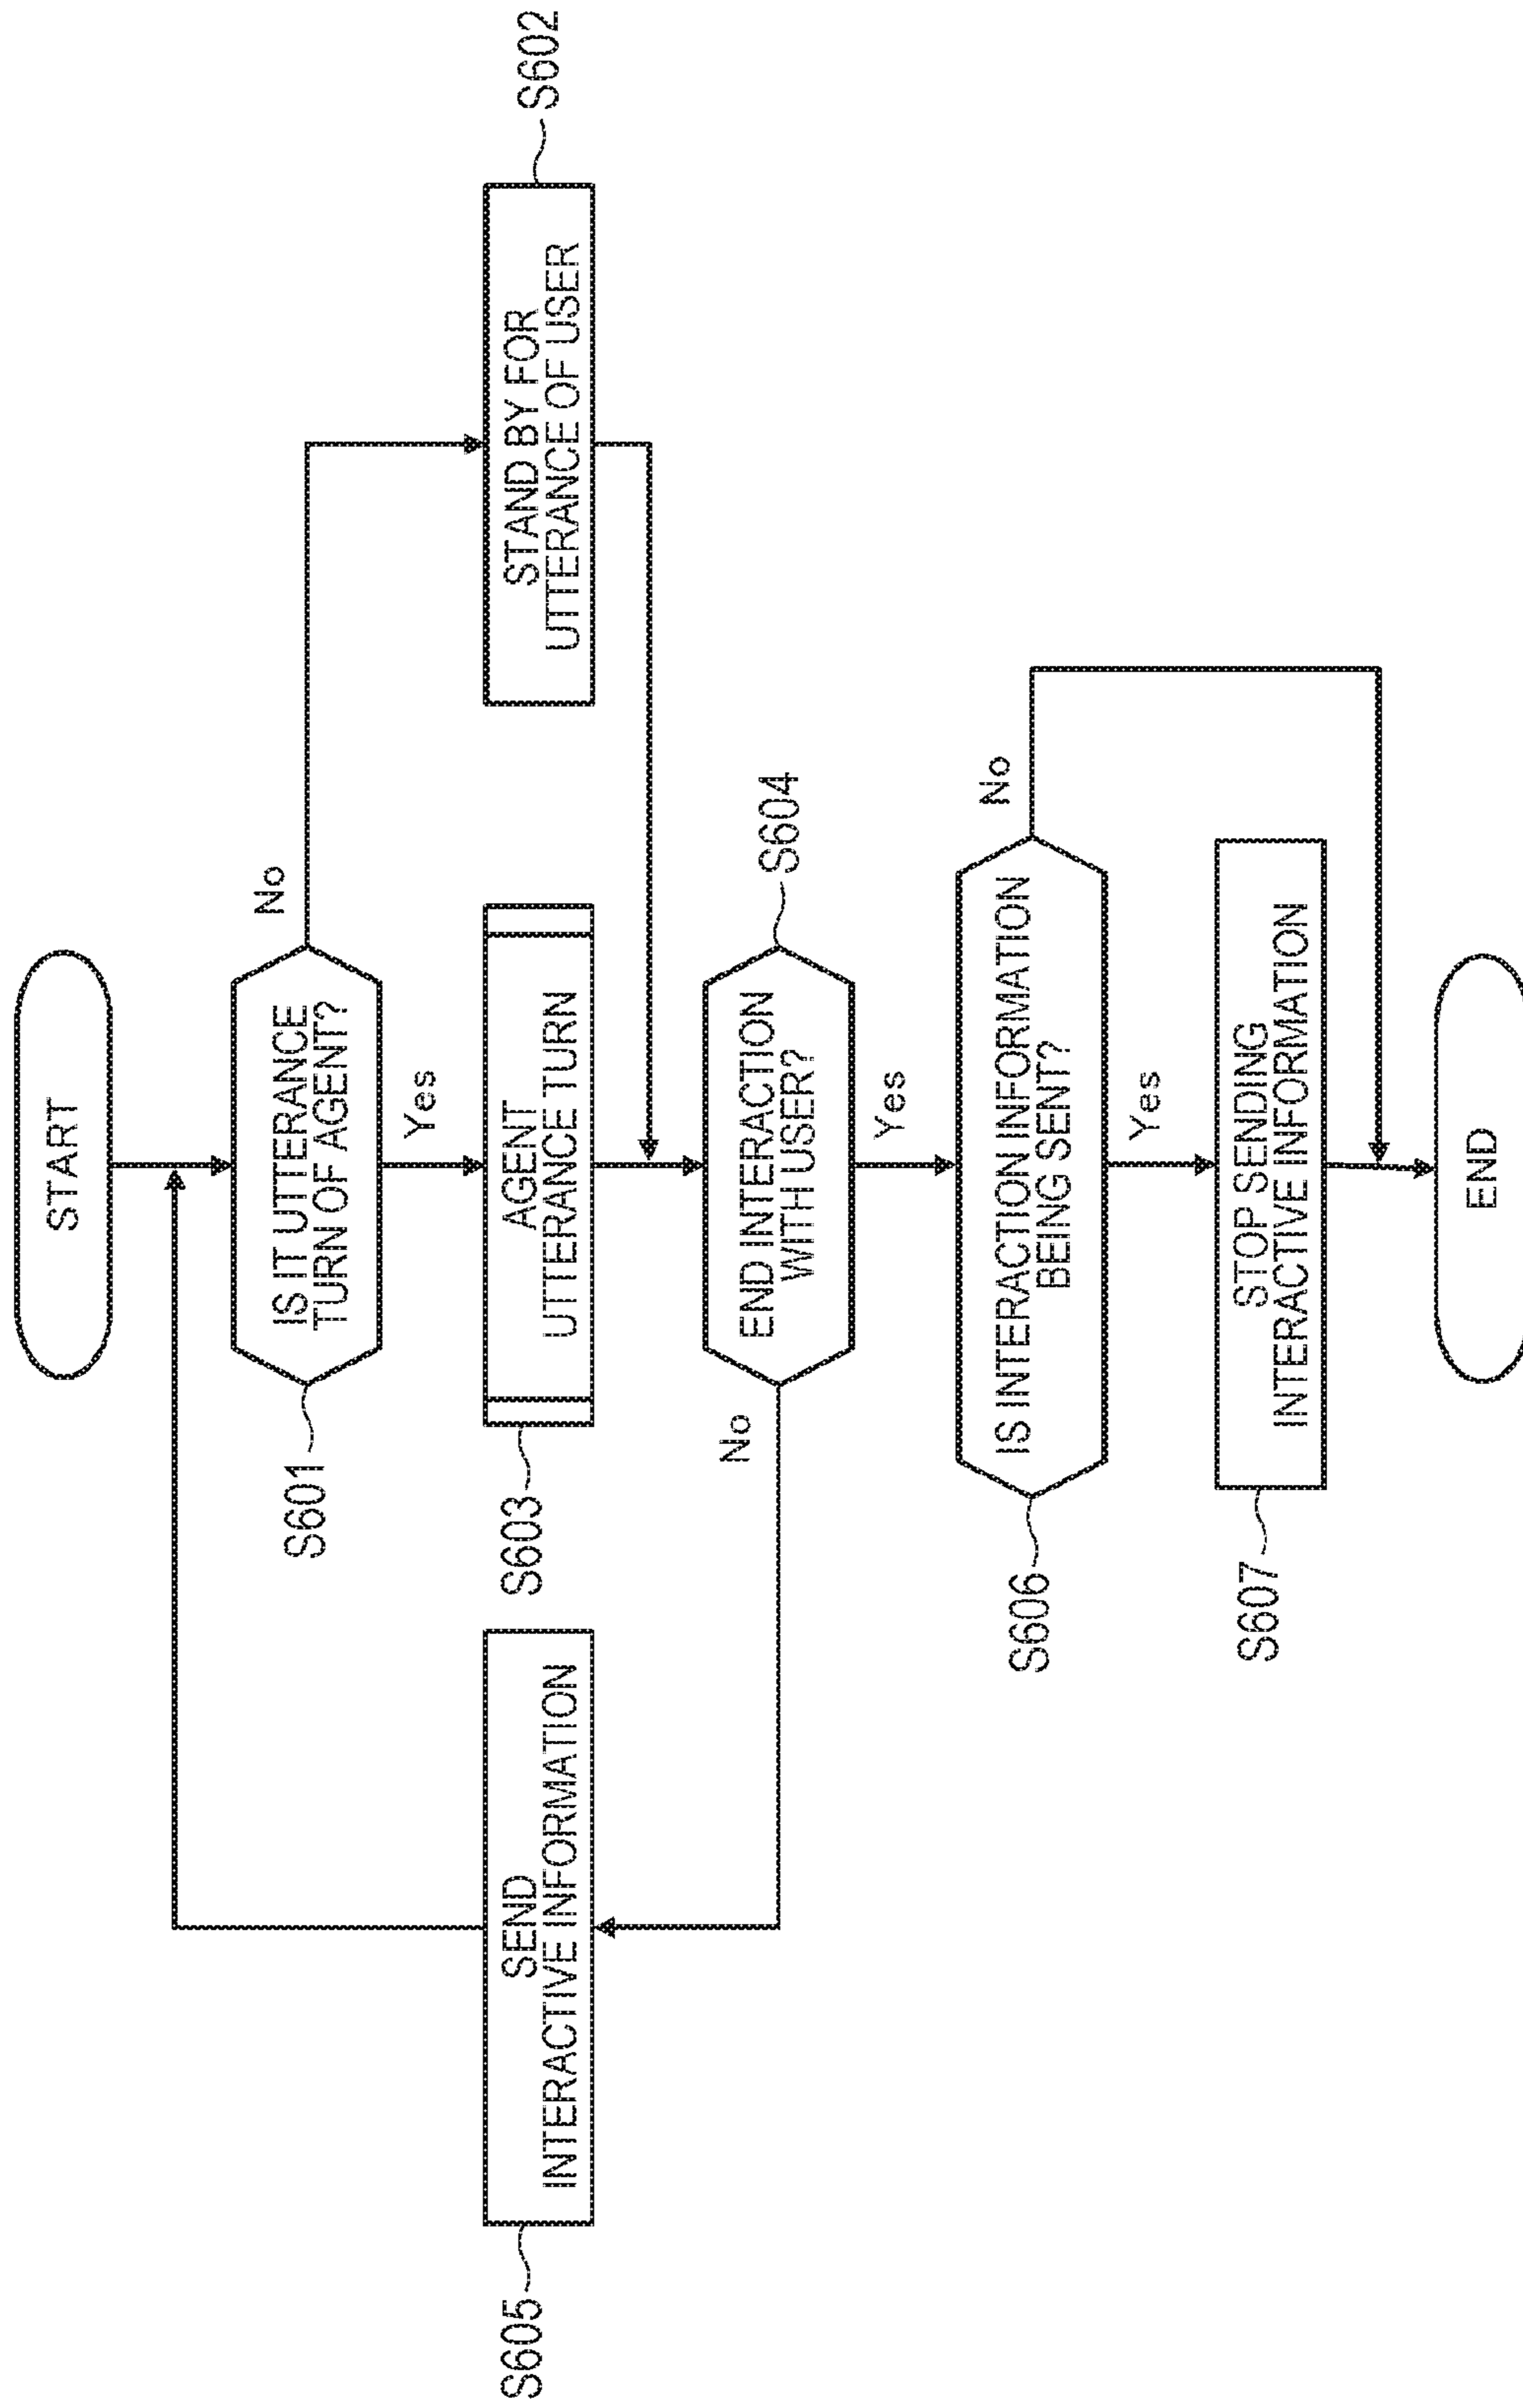 START
No
IS IT UTTERANCE
TURN OF AGENT?
S601
Yes
S602
STAND BY FOR
UTTERANCE OF USER
AGENT
UTTERANCE TURN
S603
SEND
INTERACTIVE INFORMATION
S605
S604
END INTERACTION
WITH USER?
No
Yes
No
IS INTERACTION INFORMATION
BEING SENT?
S606
Yes
STOP SENDING
INTERACTIVE INFORMATION
S607
END